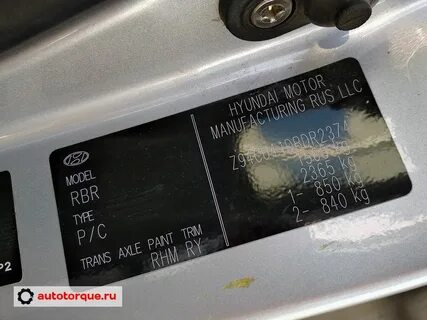 HYUNDAI MOTOR
MANUFACTURING RUS LLC
2365 kg
1- 850 kg
2- 840 kg
MODEL
RBR
TYPE
P/C
TRANS AXLE PAINT TRIM
RHM RY
P2
autotorque.ru